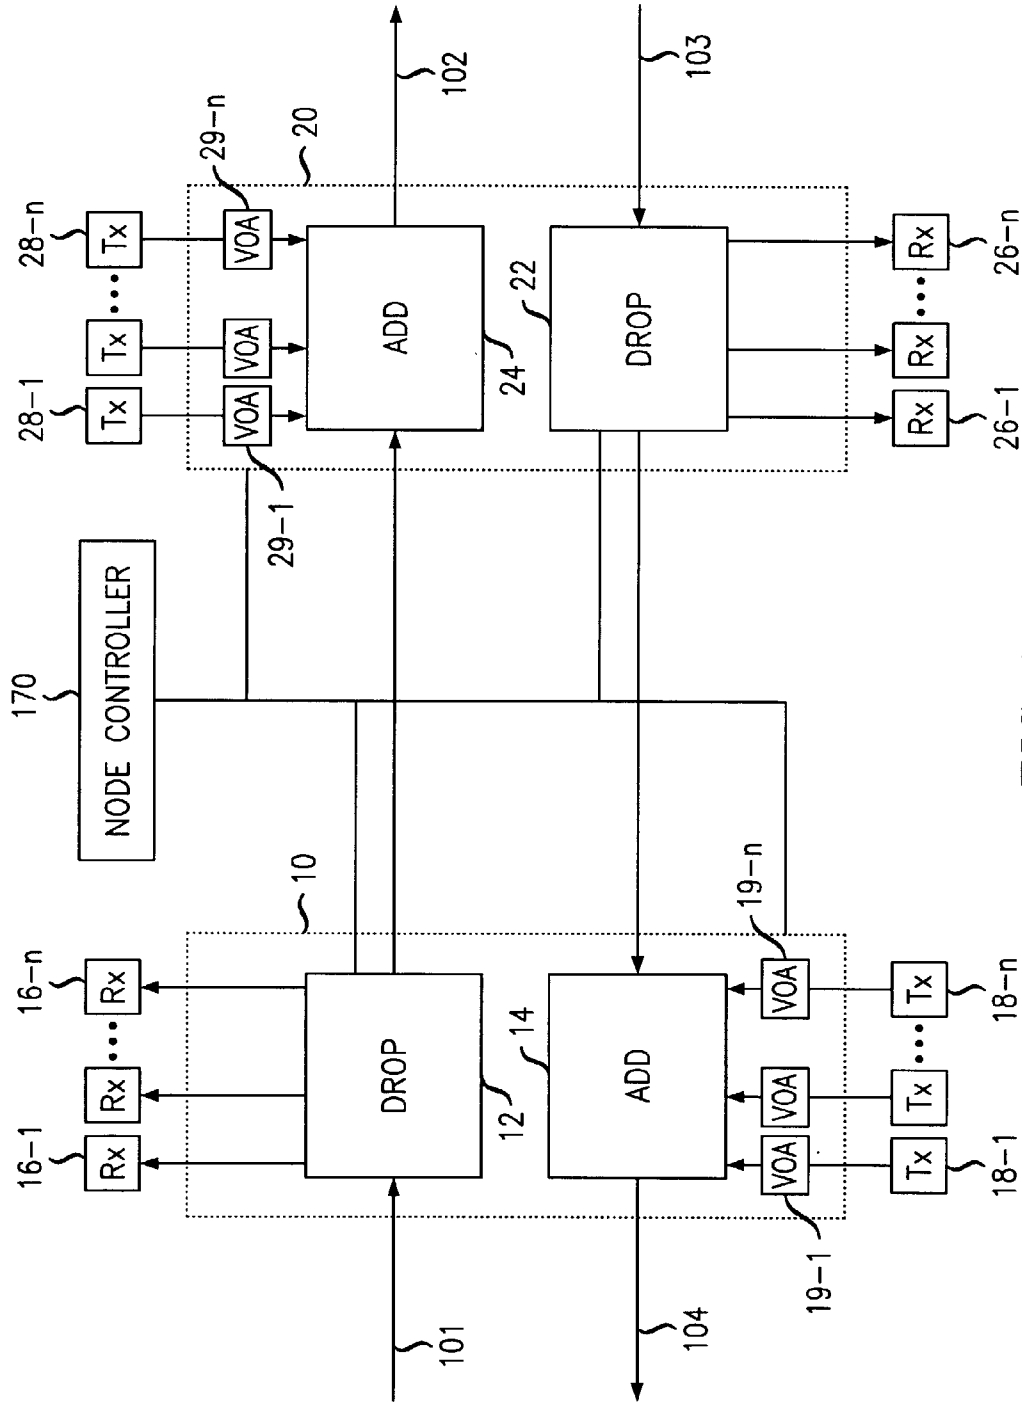 16-1 16-n 170 28-1 28-n
Rx Rx •••• Rx NODE CONTROLLER Tx Tx •••• Tx
29-n
VOA VOA VOA
29-1
10 20
DROP ADD
101 102
12 24
14 22
ADD DROP
104 103
19-n
VOA VOA VOA
19-1
Tx Tx •••• Tx Rx Rx •••• Rx
18-1 18-n 26-1 26-n